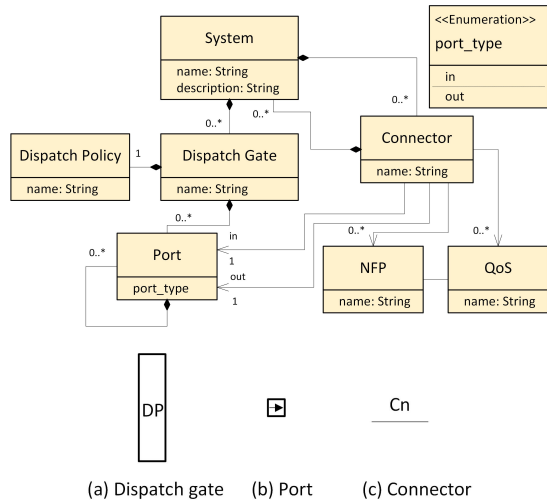 System
name: String
description: String
<<Enumeration>>
port_type
in
out
0..*
0..*
0..*
Connector
name: String
Dispatch Policy
name: String
1
Dispatch Gate
name: String
0..*
0..*
Port
port_type
in
1
out
1
0..*
0..*
NFP
name: String
QoS
name: String
DP
Cn
(a) Dispatch gate (b) Port (c) Connector